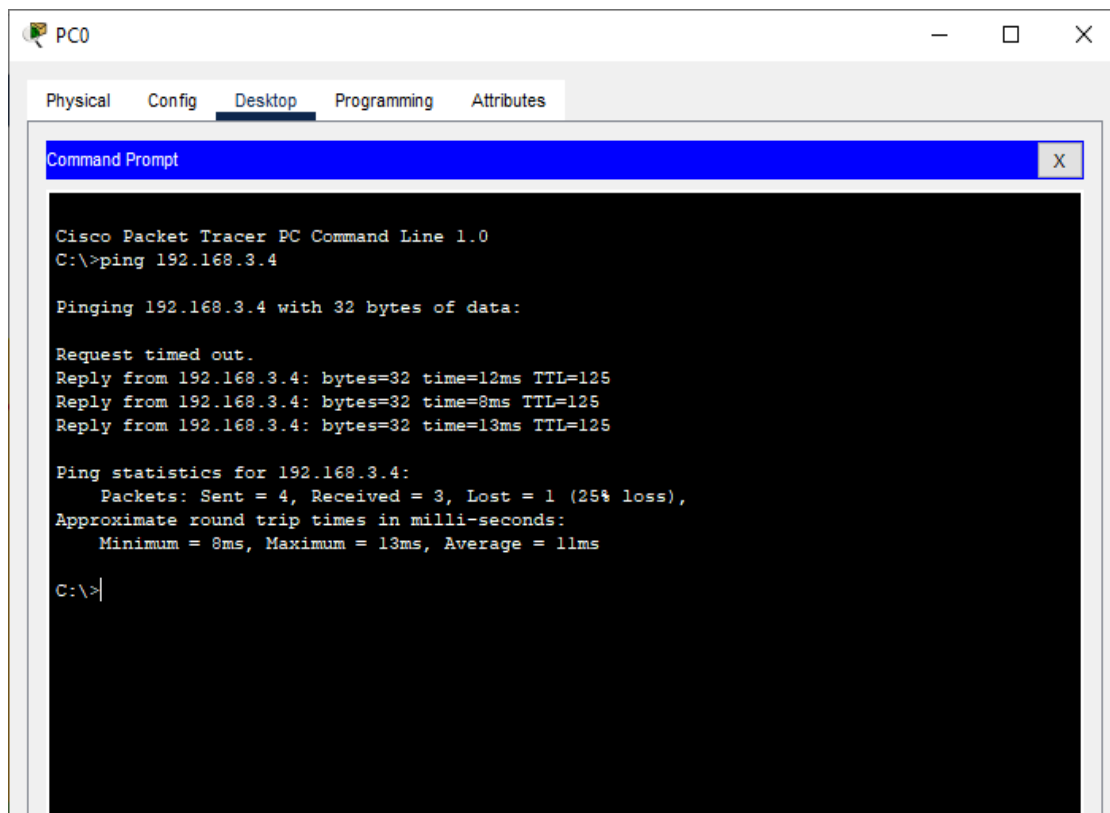 PC0
Physical Config Desktop Programming Attributes
Command Prompt X
Cisco Packet Tracer PC Command Line 1.0
C:\>ping 192.168.3.4
Pinging 192.168.3.4 with 32 bytes of data:
Request timed out.
Reply from 192.168.3.4: bytes=32 time=12ms TTL=125
Reply from 192.168.3.4: bytes=32 time=8ms TTL=125
Reply from 192.168.3.4: bytes=32 time=13ms TTL=125
Ping statistics for 192.168.3.4:
Packets: Sent = 4, Received = 3, Lost = 1 (25% loss),
Approximate round trip times in milli-seconds:
Minimum = 8ms, Maximum = 13ms, Average = 11ms
C:\>